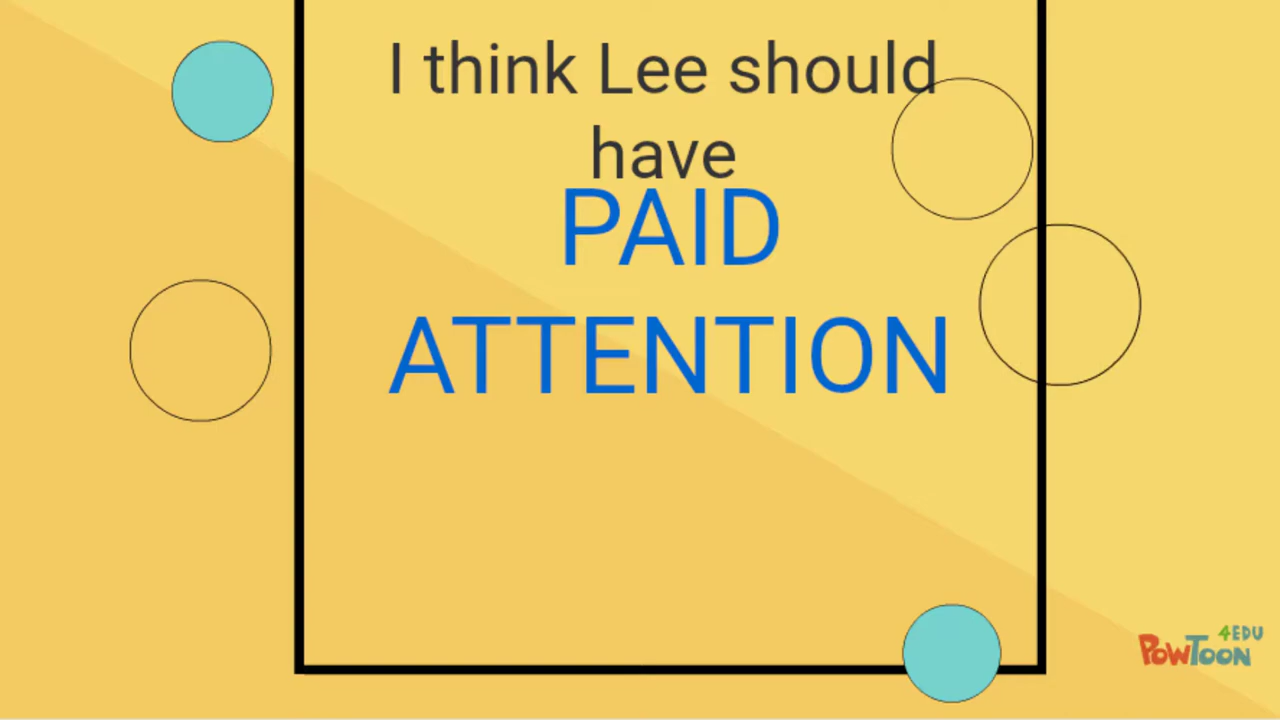 I think Lee should
have
PAID
ATTENTION
4EDU
POWTOON